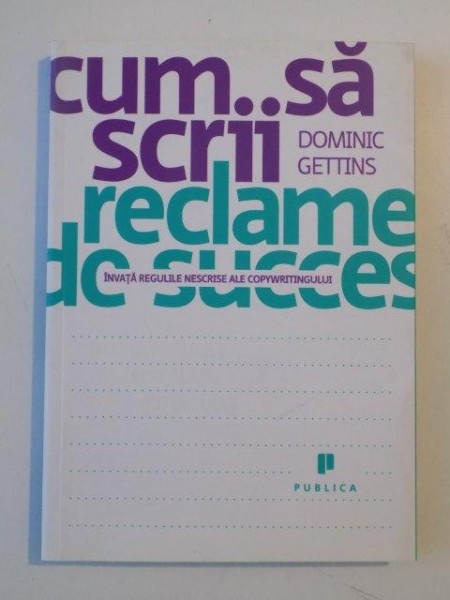 cum să
scrii
DOMINIC
GETTINS
reclame
de succes
ÎNVAȚĂ REGULILE NESCRISE ALE COPYWRITINGULUI
PUBLICA